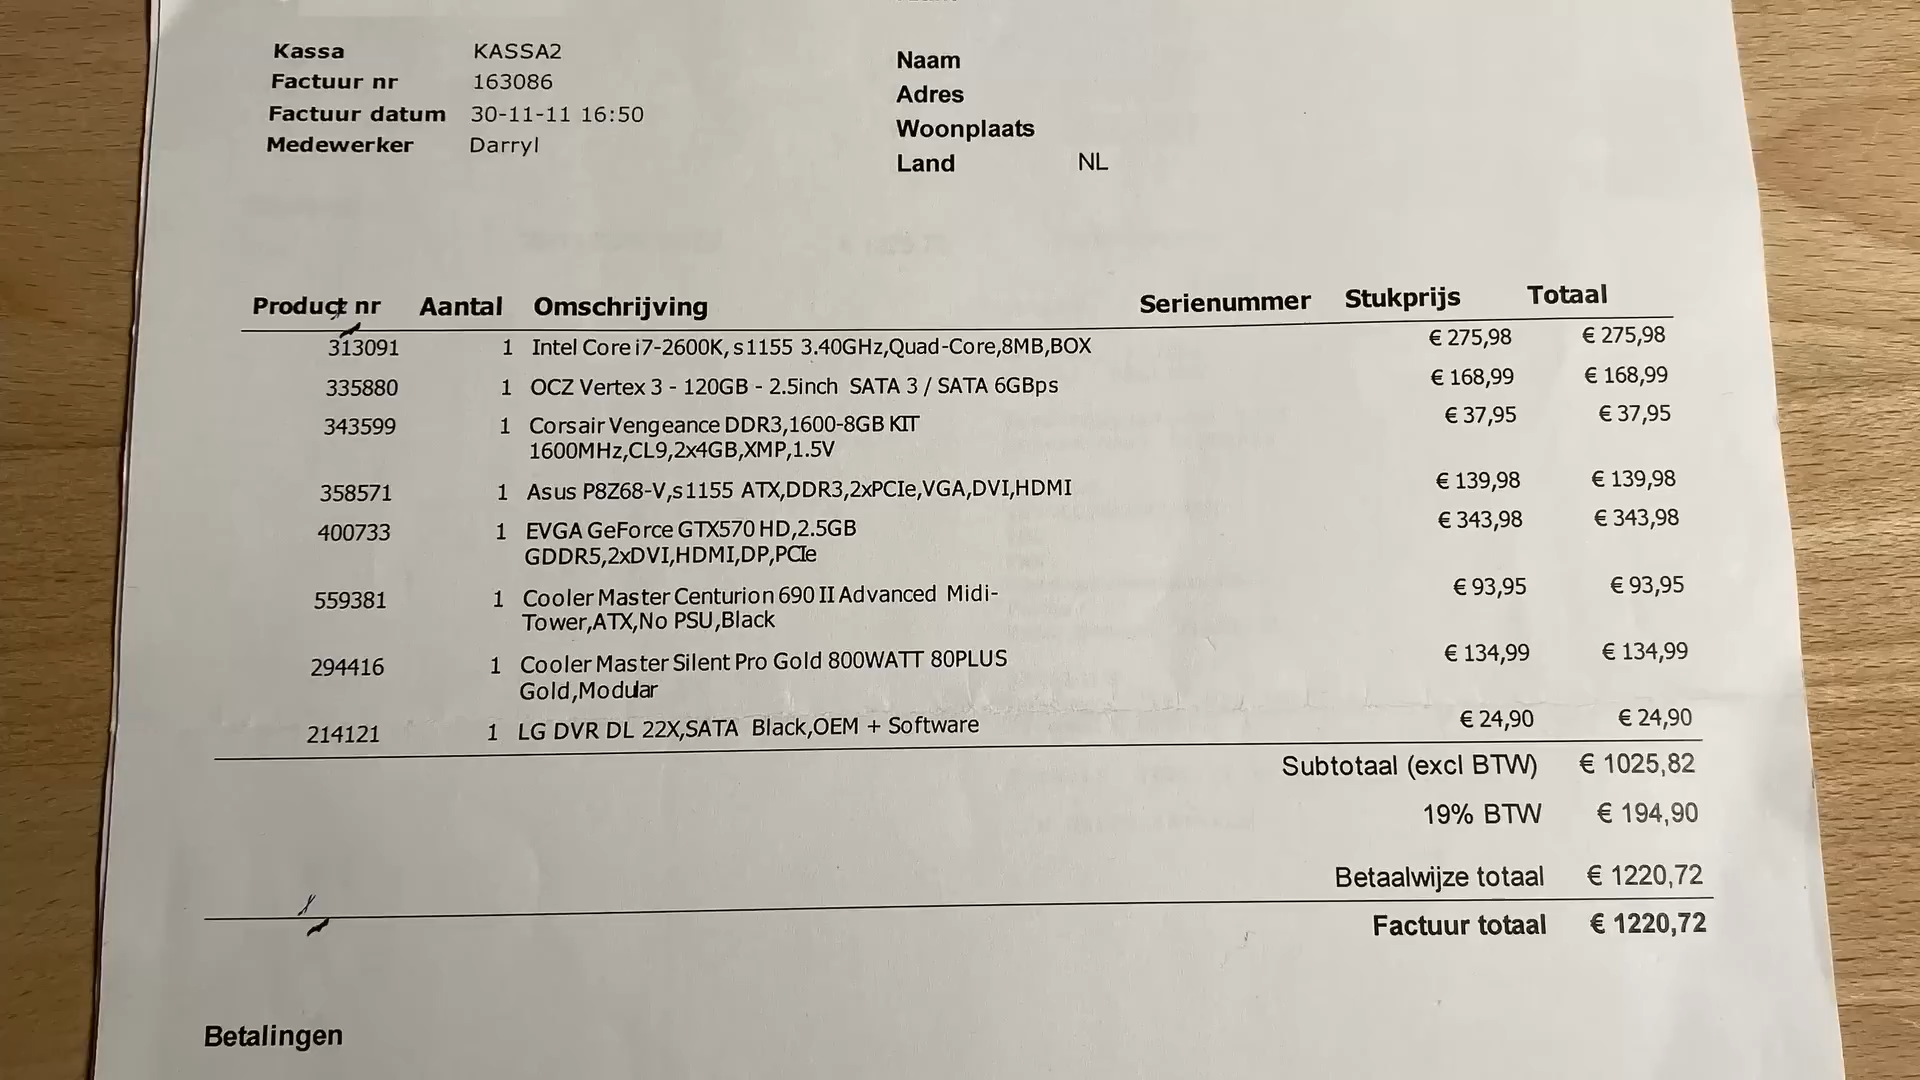 Kassa KASSA2
Factuur nr 163086
Factuur datum 30-11-11 16:50
Medewerker Darryl
Naam
Adres
Woonplaats
Land NL
Product nr Aantal Omschrijving Serienummer Stukprijs Totaal
313091 1 Intel Core i7-2600K,s1155 3.40GHz,Quad-Core,8MB,BOX € 275,98 € 275,98
335880 1 OCZ Vertex 3 - 120GB - 2.5inch SATA 3 / SATA 6GBps € 168,99 € 168,99
343599 1 Corsair Vengeance DDR3,1600-8GB KIT € 37,95 € 37,95
1600MHz,CL9,2x4GB,XMP,1.5V
358571 1 Asus P8Z68-V,s1155 ATX,DDR3,2xPCIe,VGA,DVI,HDMI € 139,98 € 139,98
400733 1 EVGA GeForce GTX570 HD,2.5GB € 343,98 € 343,98
GDDR5,2xDVI,HDMI,DP,PCIe
559381 1 Cooler Master Centurion 690 II Advanced Midi- € 93,95 € 93,95
Tower,ATX,No PSU,Black
294416 1 Cooler Master Silent Pro Gold 800WATT 80PLUS € 134,99 € 134,99
Gold,Modular
214121 1 LG DVR DL 22X,SATA Black,OEM + Software € 24,90 € 24,90
Subtotaal (excl BTW) € 1025,82
19% BTW € 194,90
Betaalwijze totaal € 1220,72
Factuur totaal € 1220,72
Betalingen